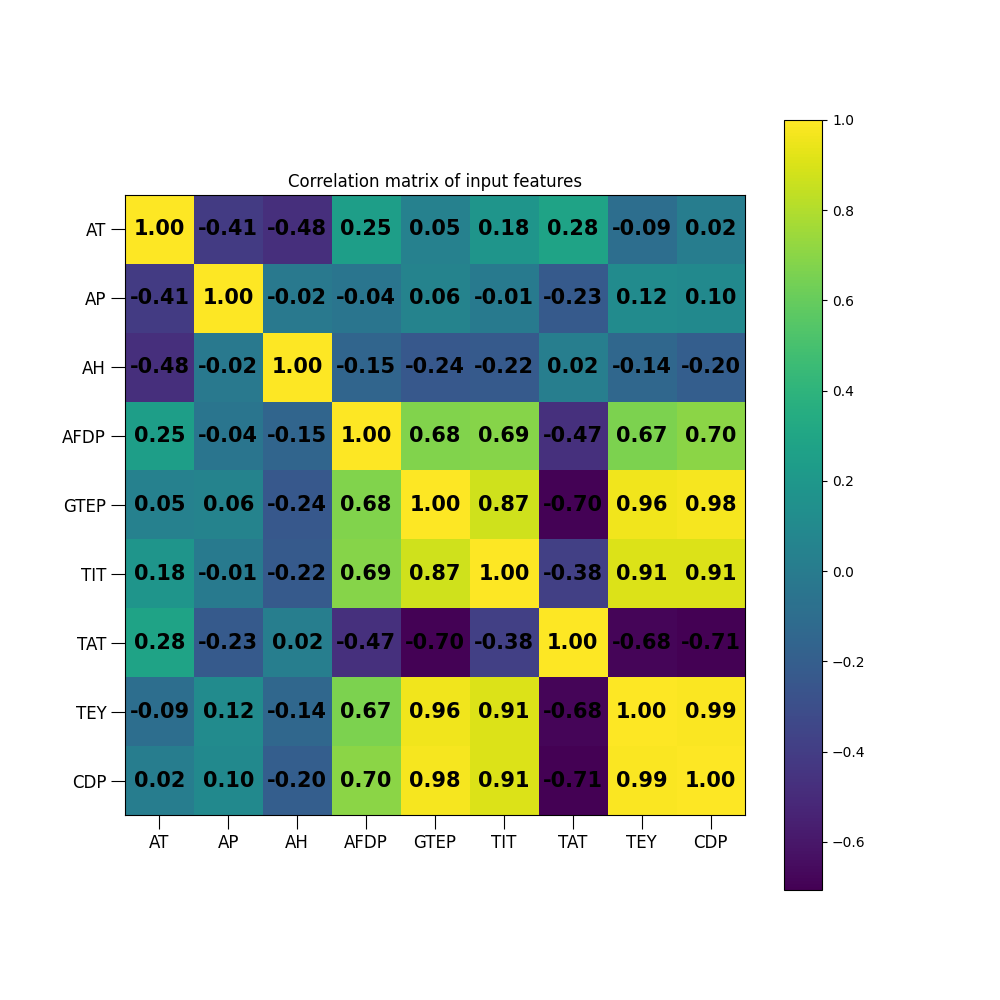 Correlation matrix of input features
AT 1.00 -0.41 -0.48 0.25 0.05 0.18 0.28 -0.09 0.02
AP -0.41 1.00 -0.02 -0.04 0.06 -0.01 -0.23 0.12 0.10
AH -0.48 -0.02 1.00 -0.15 -0.24 -0.22 0.02 -0.14 -0.20
AFDP 0.25 -0.04 -0.15 1.00 0.68 0.69 -0.47 0.67 0.70
GTEP 0.05 0.06 -0.24 0.68 1.00 0.87 -0.70 0.96 0.98
TIT 0.18 -0.01 -0.22 0.69 0.87 1.00 -0.38 0.91 0.91
TAT 0.28 -0.23 0.02 -0.47 -0.70 -0.38 1.00 -0.68 -0.71
TEY -0.09 0.12 -0.14 0.67 0.96 0.91 -0.68 1.00 0.99
CDP 0.02 0.10 -0.20 0.70 0.98 0.91 -0.71 0.99 1.00
AT AP AH AFDP GTEP TIT TAT TEY CDP
1.0
0.8
0.6
0.4
0.2
0.0
−0.2
−0.4
−0.6